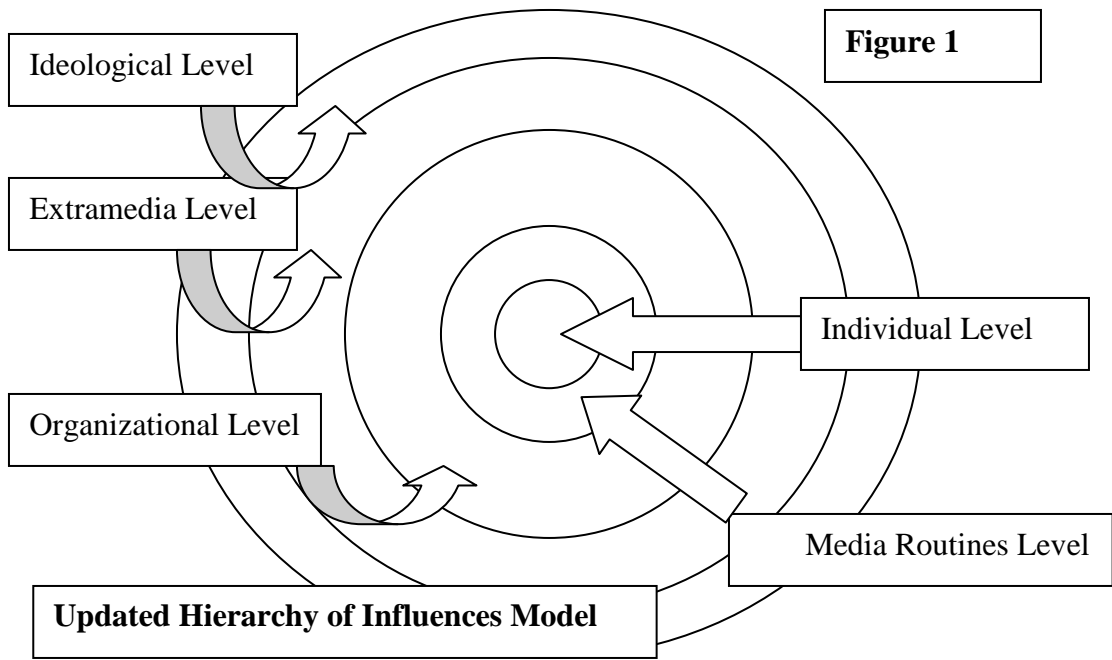 Figure 1
Ideological Level
Extramedia Level
Individual Level
Organizational Level
Media Routines Level
Updated Hierarchy of Influences Model